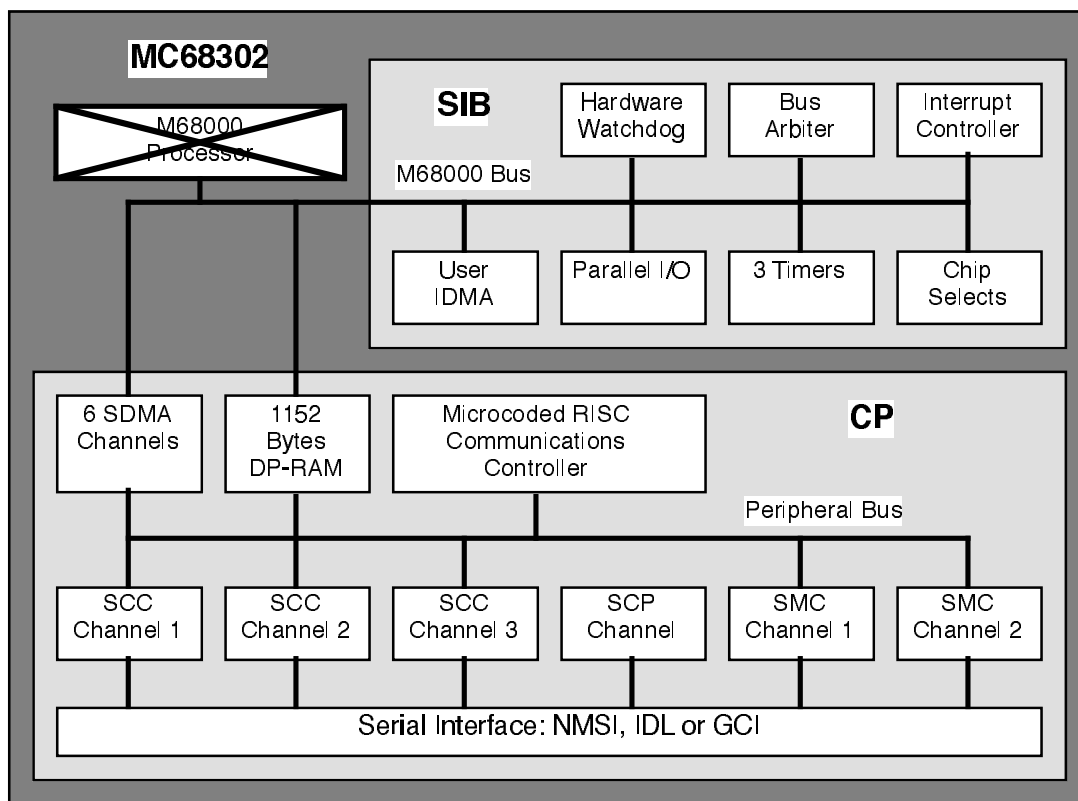 MC68302
M68000
Processor
SIB
Hardware
Watchdog
Bus
Arbiter
Interrupt
Controller
M68000 Bus
User
IDMA
Parallel I/O
3 Timers
Chip
Selects
6 SDMA
Channels
1152
Bytes
DP-RAM
Microcoded RISC
Communications
Controller
CP
Peripheral Bus
SCC
Channel 1
SCC
Channel 2
SCC
Channel 3
SCP
Channel
SMC
Channel 1
SMC
Channel 2
Serial Interface: NMSI, IDL or GCI